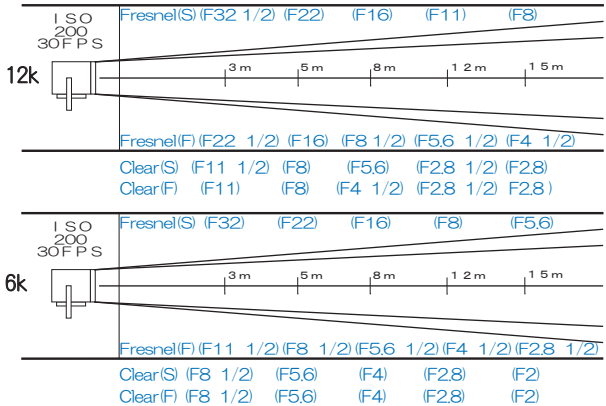 Fresnel(S) (F32 1/2) (F22) (F16) (F11) (F8)
ISO
200
30FPS
12k
3m 5m 8m 12m 15m
Fresnel(F) (F22 1/2) (F16) (F8 1/2) (F5.6 1/2) (F4 1/2)
Clear(S) (F11 1/2) (F8) (F5.6) (F2.8 1/2) (F2.8)
Clear(F) (F11) (F8) (F4 1/2) (F2.8 1/2) F2.8)
Fresnel(S) (F32) (F22) (F16) (F8) (F5.6)
ISO
200
30FPS
6k
3m 5m 8m 12m 15m
Fresnel(F) (F11 1/2) (F8 1/2) (F5.6 1/2) (F4 1/2) (F2.8 1/2)
Clear(S) (F8 1/2) (F5.6) (F4) (F2.8) (F2)
Clear(F) (F8 1/2) (F5.6) (F4) (F2.8) (F2)